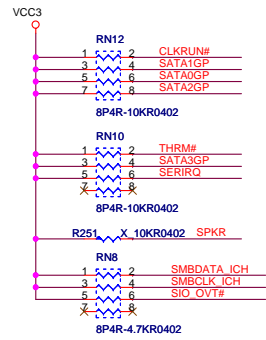 VCC3
RN12
1 2 CLKRUN#
3 4 SATA1GP
5 6 SATA0GP
7 8 SATA2GP
8P4R-10KR0402
RN10
1 2 THRM#
3 4 SATA3GP
5 6 SERIRQ
7 8
8P4R-10KR0402
R251 X_10KR0402 SPKR
RN8
1 2 SMBDATA_ICH
3 4 SMBCLK_ICH
5 6 SIO_OVT#
7 8
8P4R-4.7KR0402